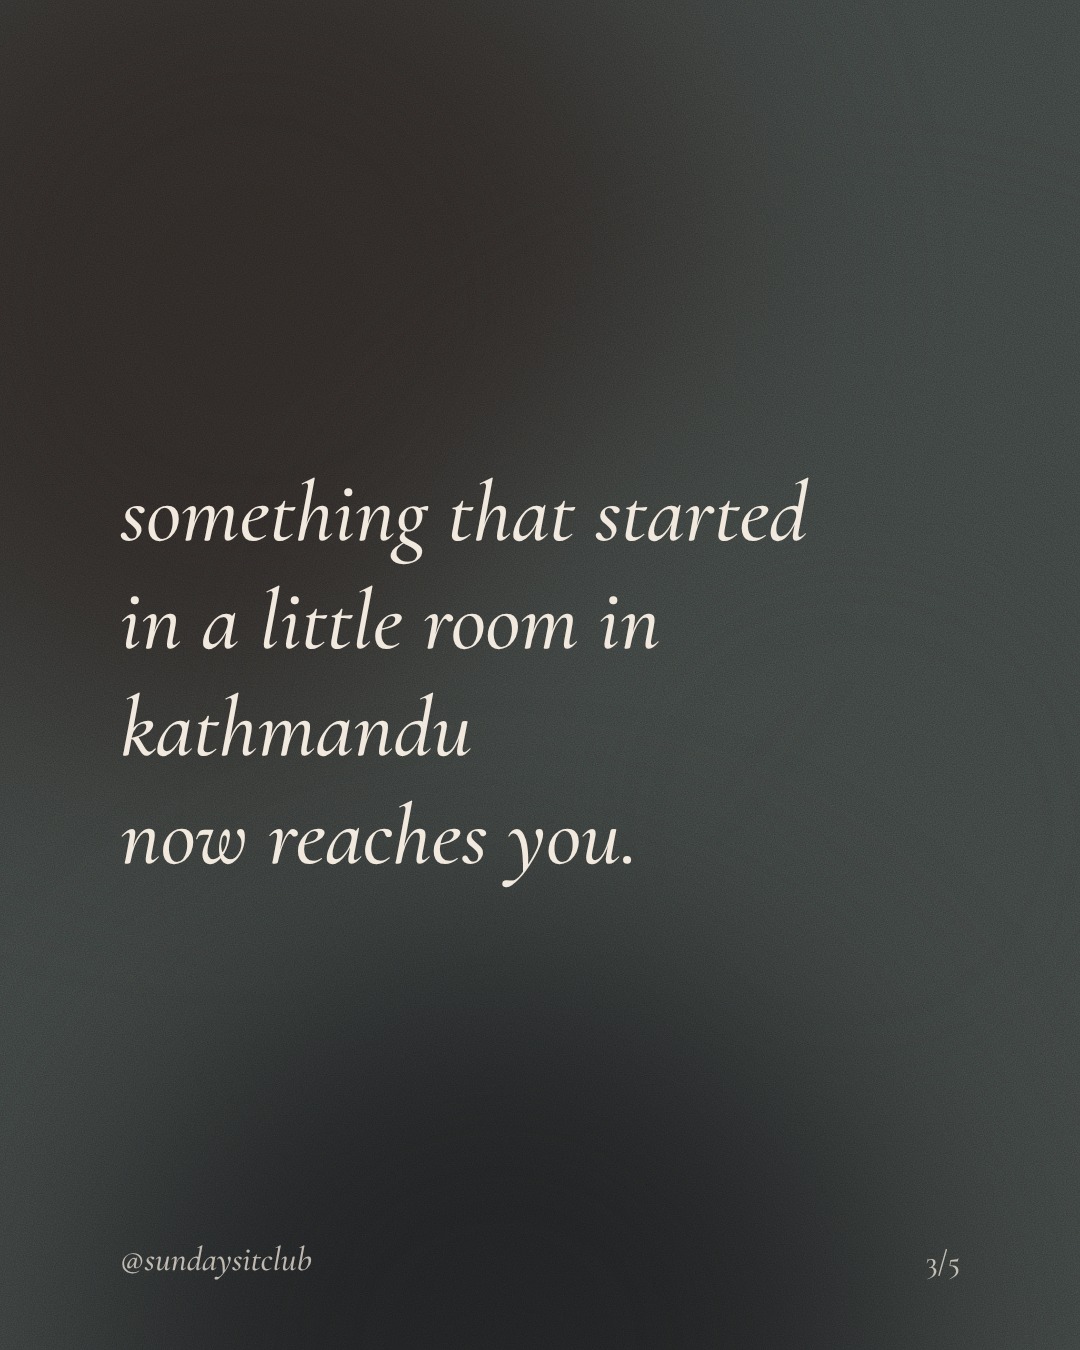 something that started
in a little room in
kathmandu
now reaches you.
@sundaysitclub
3/5